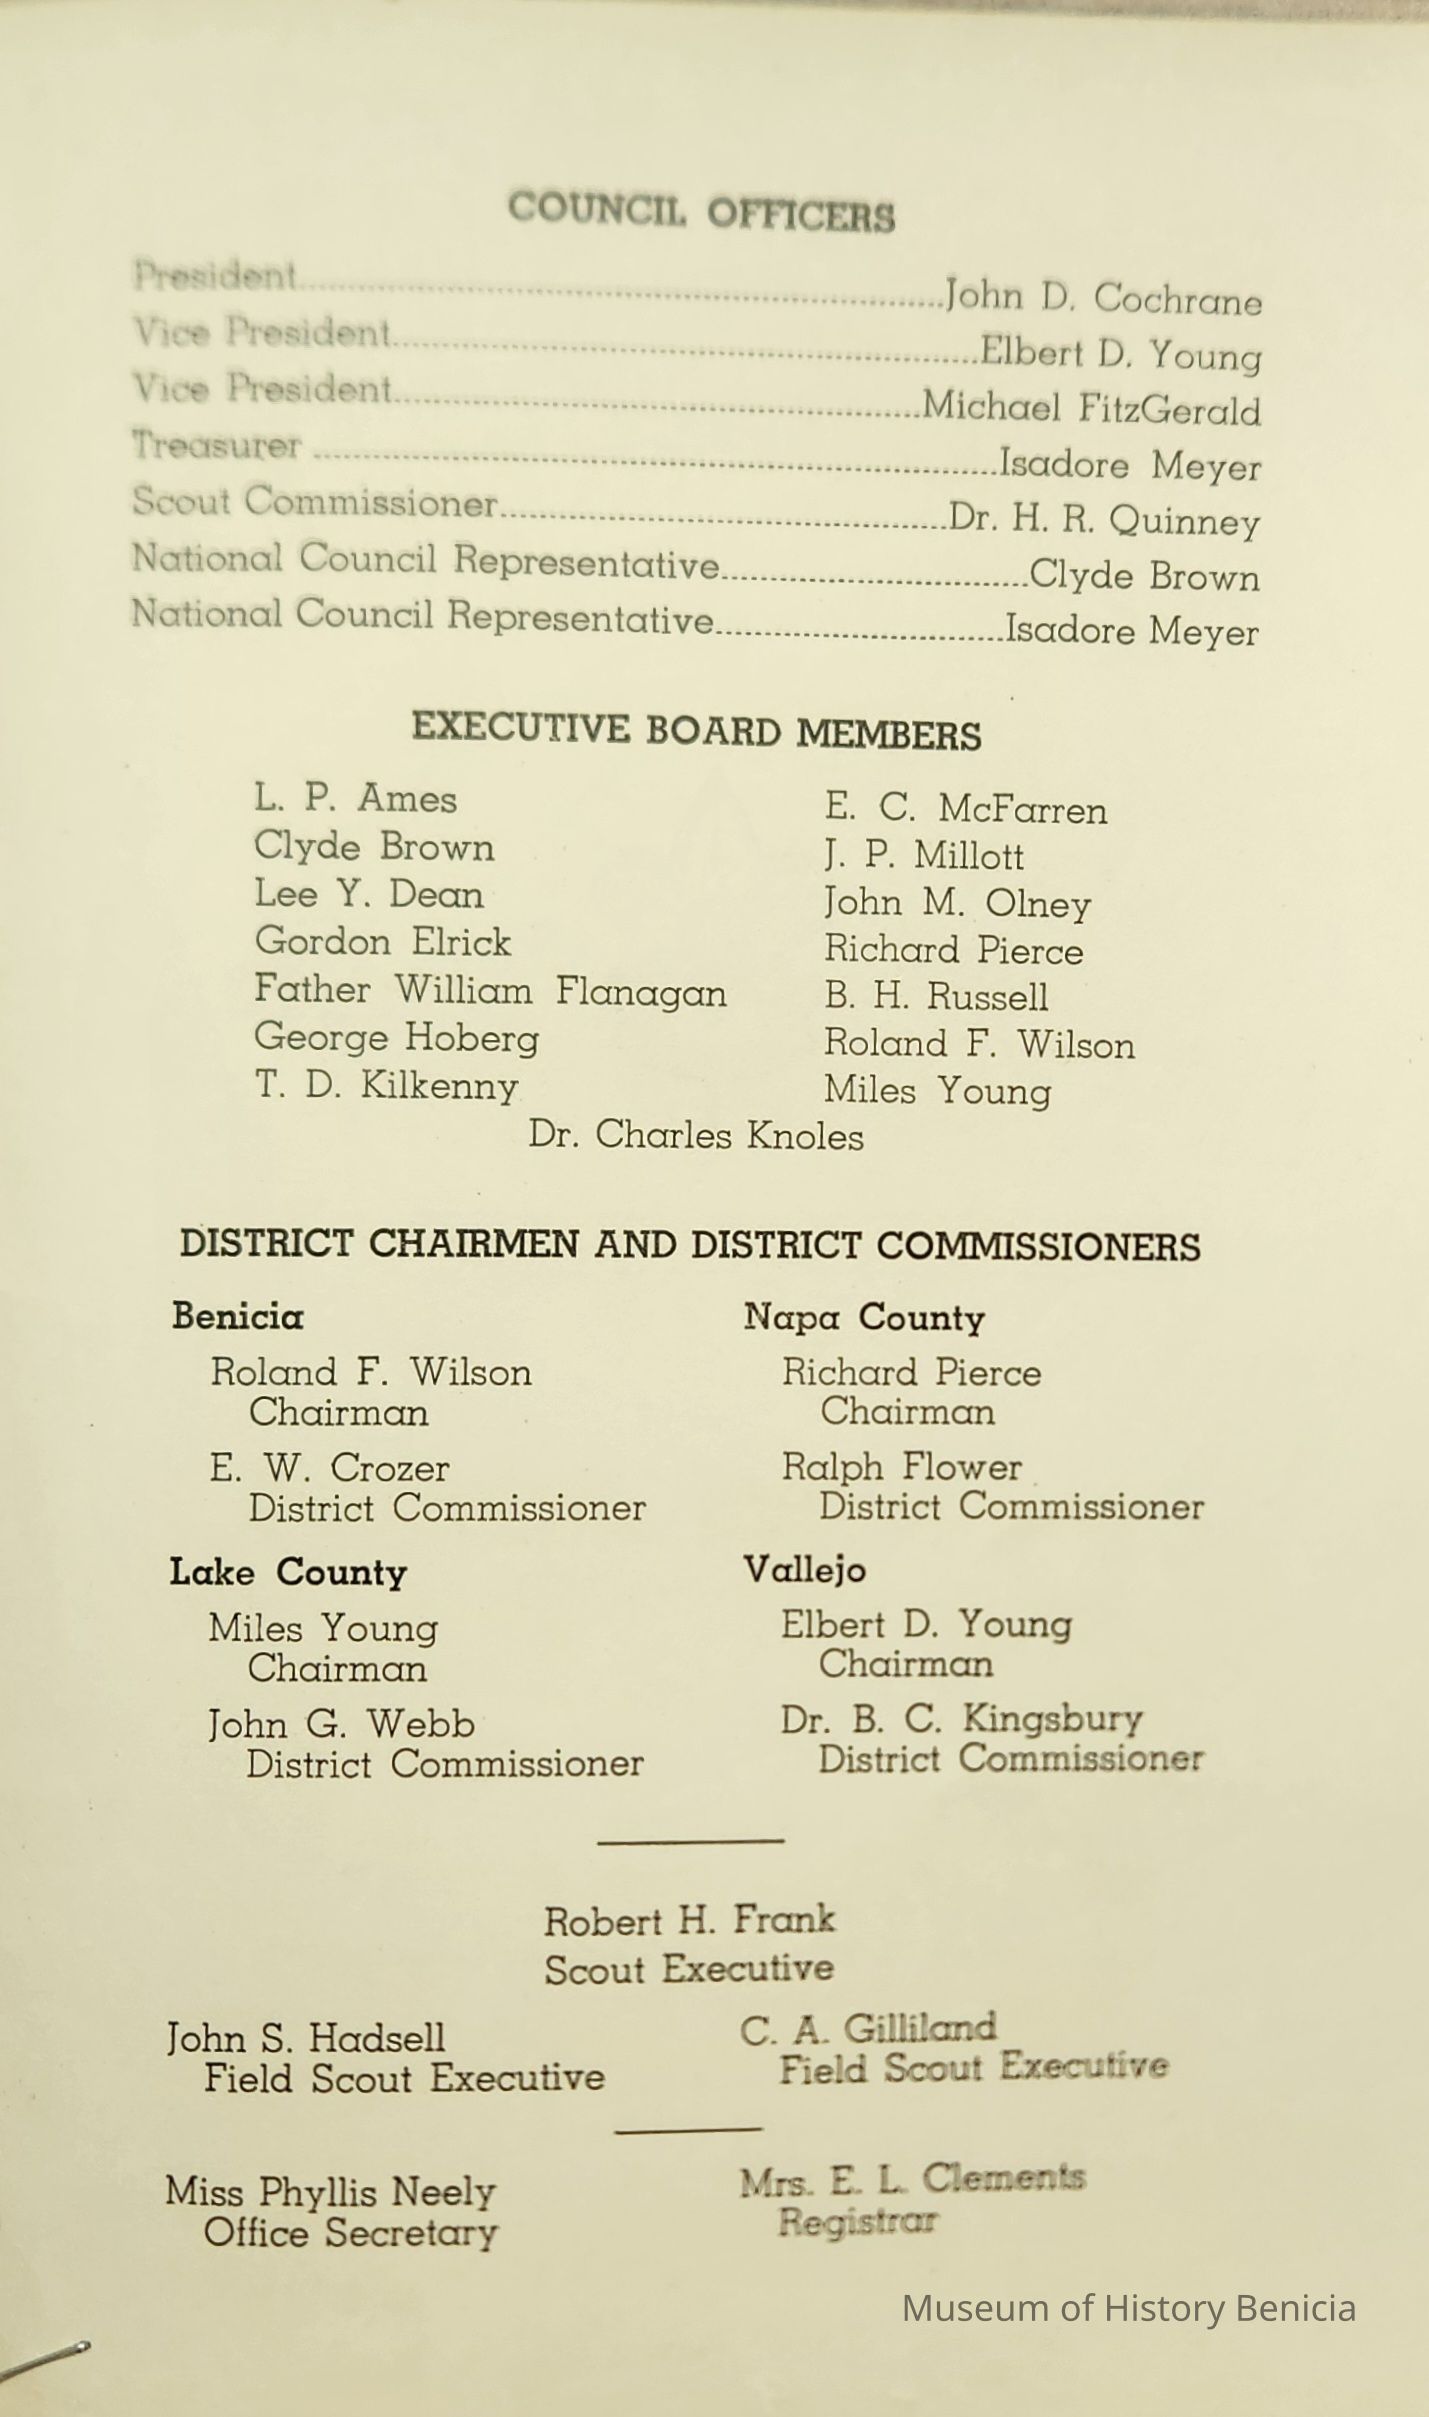 COUNCIL OFFICERS
President..........John D. Cochrane
Vice President..........Elbert D. Young
Vice President..........Michael FitzGerald
Treasurer ..........Isadore Meyer
Scout Commissioner..........Dr. H. R. Quinney
National Council Representative..........Clyde Brown
National Council Representative..........Isadore Meyer
EXECUTIVE BOARD MEMBERS
L. P. Ames
Clyde Brown
Lee Y. Dean
Gordon Elrick
Father William Flanagan
George Hoberg
T. D. Kilkenny
E. C. McFarren
J. P. Millott
John M. Olney
Richard Pierce
B. H. Russell
Roland F. Wilson
Miles Young
Dr. Charles Knoles
DISTRICT CHAIRMEN AND DISTRICT COMMISSIONERS
Benicia
Roland F. Wilson
Chairman
E. W. Crozer
District Commissioner
Lake County
Miles Young
Chairman
John G. Webb
District Commissioner
Napa County
Richard Pierce
Chairman
Ralph Flower
District Commissioner
Vallejo
Elbert D. Young
Chairman
Dr. B. C. Kingsbury
District Commissioner
Robert H. Frank
Scout Executive
John S. Hadsell
Field Scout Executive
C. A. Gilliland
Field Scout Executive
Miss Phyllis Neely
Office Secretary
Mrs. E. L. Clements
Registrar
Museum of History Benicia